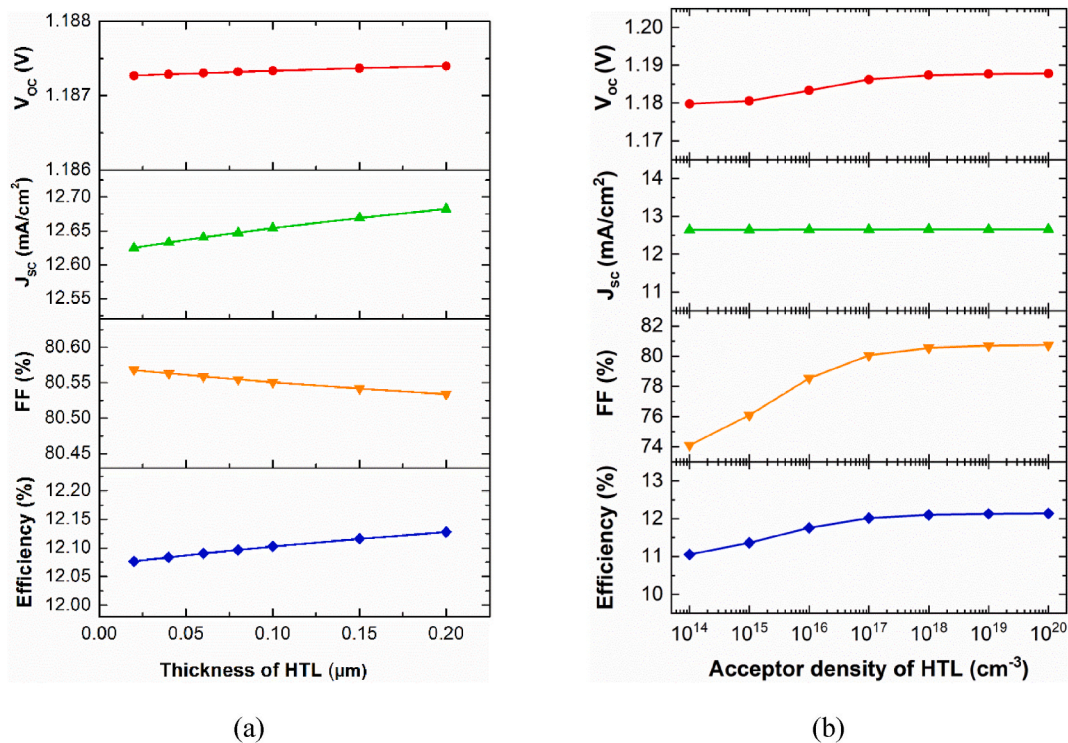 1.188
1.187
1.186
V_OC (V)
12.70
12.65
12.60
12.55
J_SC (mA/cm²)
80.60
80.55
80.50
80.45
FF (%)
12.20
12.15
12.10
12.05
12.00
Efficiency (%)
0.00 0.05 0.10 0.15 0.20
Thickness of HTL (μm)
(a)
1.20
1.19
1.18
1.17
V_OC (V)
14
13
12
11
J_SC (mA/cm²)
82
80
78
76
74
FF (%)
13
12
11
10
Efficiency (%)
10¹⁴ 10¹⁵ 10¹⁶ 10¹⁷ 10¹⁸ 10¹⁹ 10²⁰
Acceptor density of HTL (cm⁻³)
(b)